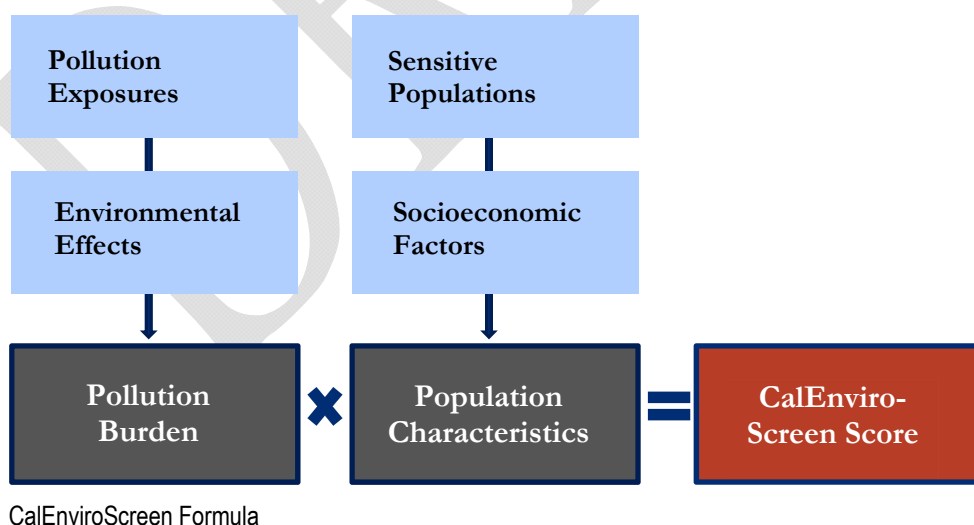 Pollution
Exposures
Sensitive
Populations
Environmental
Effects
Socioeconomic
Factors
Pollution
Burden
Population
Characteristics
CalEnviro-
Screen Score
CalEnviroScreen Formula